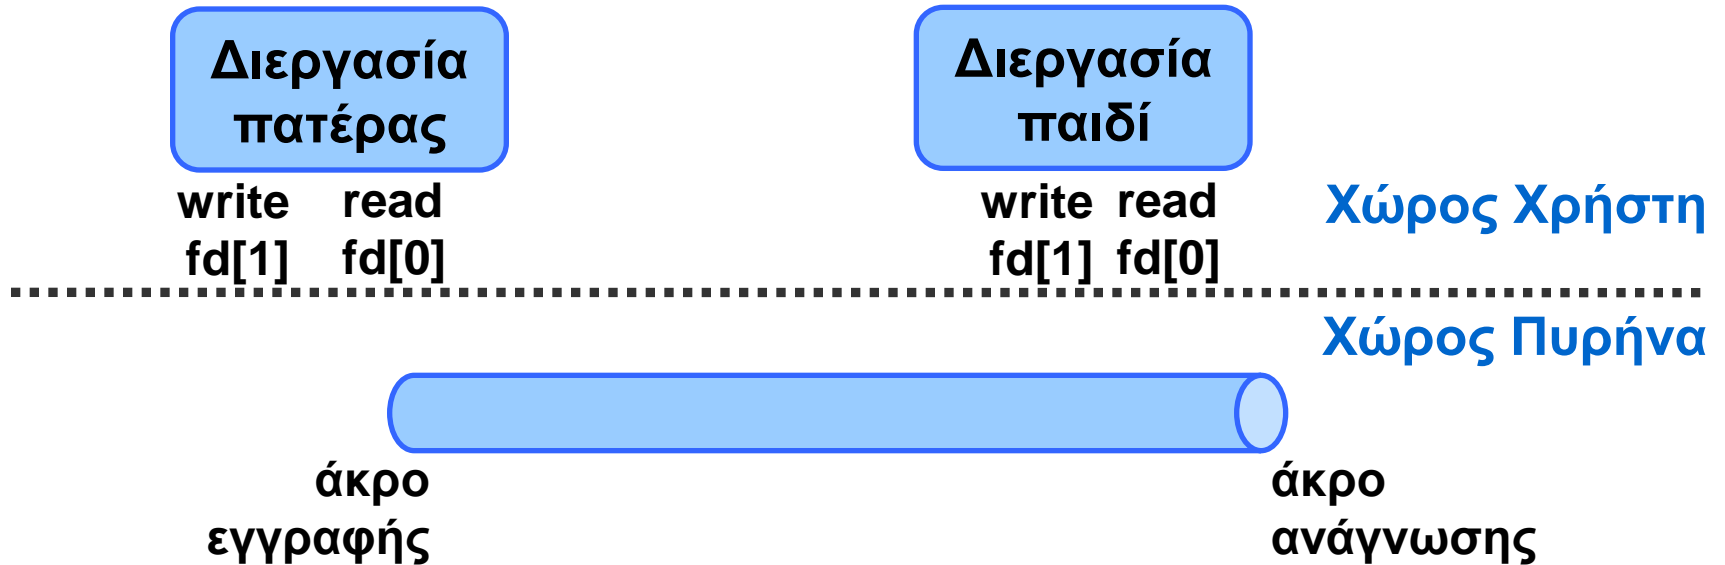 Διεργασία
πατέρας
Διεργασία
παιδί
write read
fd[1] fd[0]
write read
fd[1] fd[0]
Χώρος Χρήστη
Χώρος Πυρήνα
άκρο
εγγραφής
άκρο
ανάγνωσης